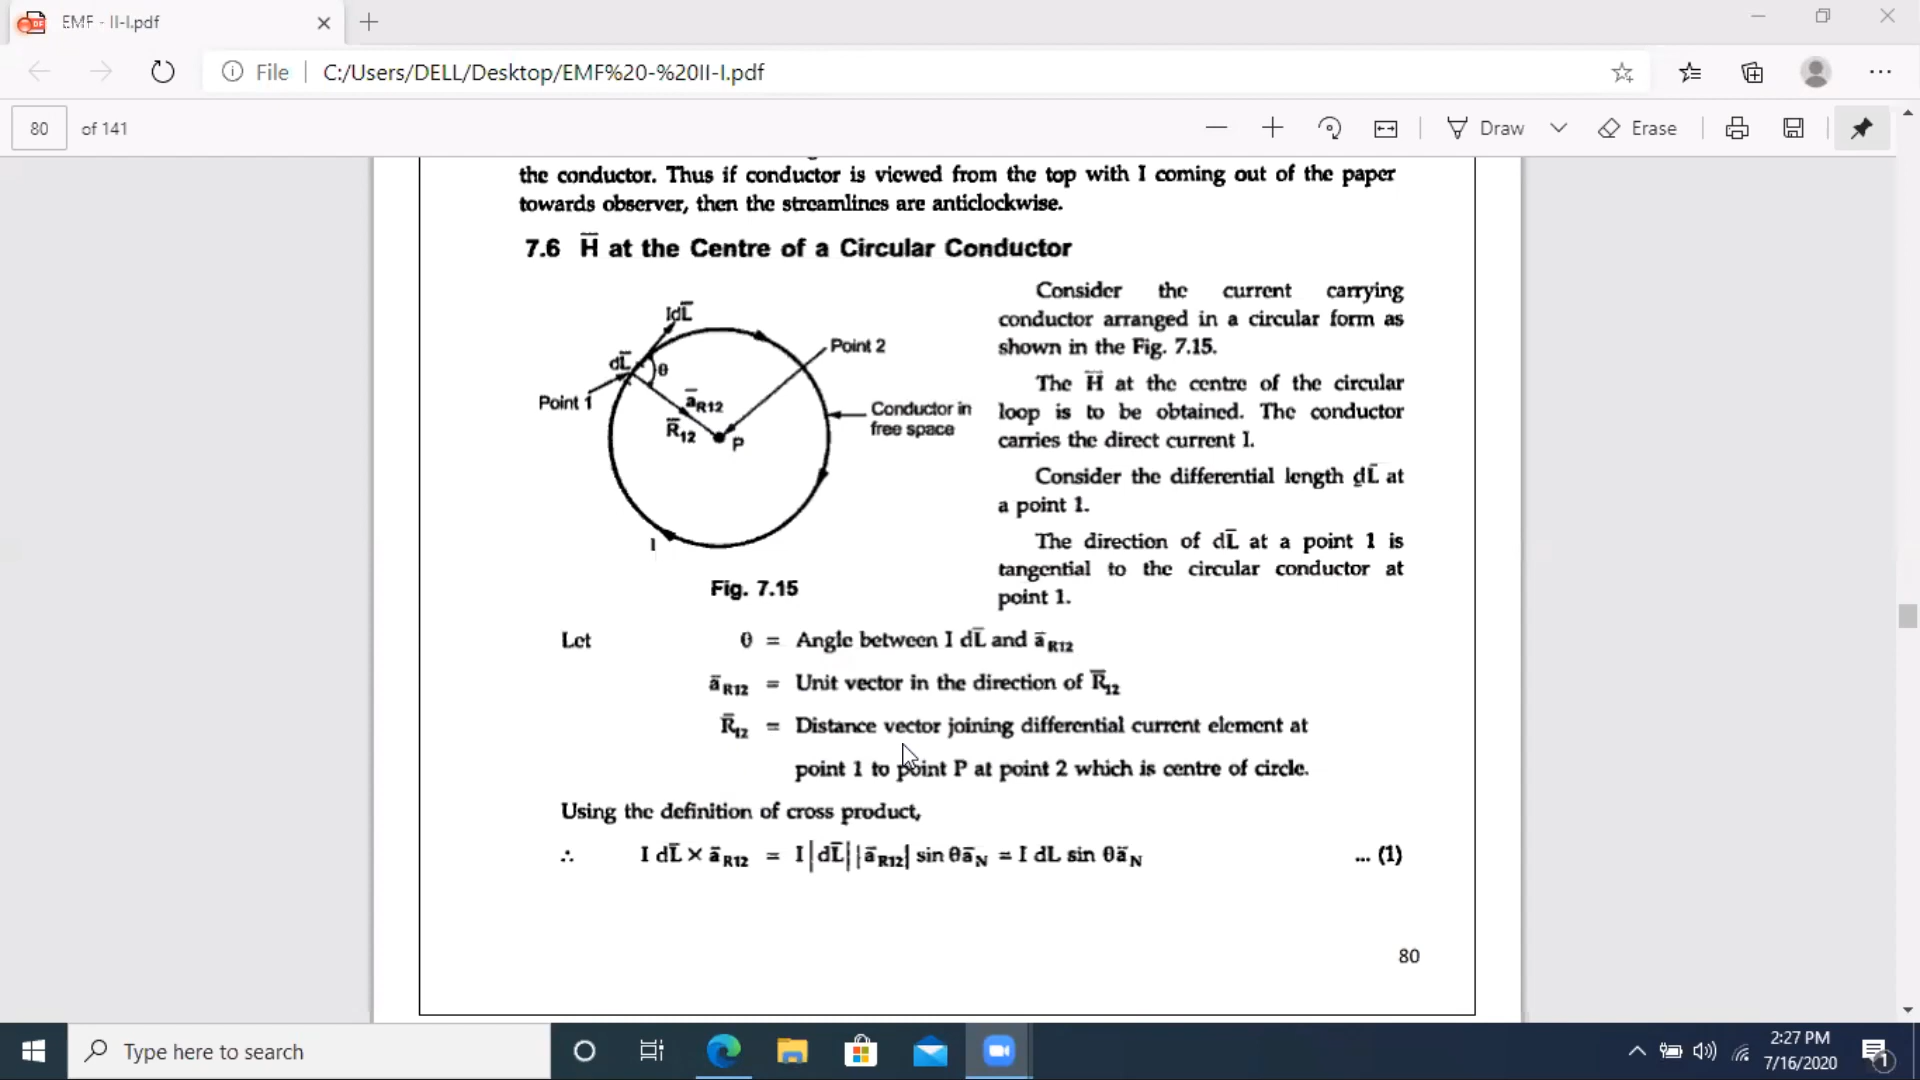 EMF - II-I.pdf
File
C:/Users/DELL/Desktop/EMF%20-%20II-I.pdf
80 of 141
Draw
Erase
the conductor. Thus if conductor is viewed from the top with I coming out of the paper
towards observer, then the streamlines are anticlockwise.
7.6 H̅ at the Centre of a Circular Conductor
IdL̅
dL̅
θ
Point 1
a̅R12
R̅12
P
Point 2
Conductor in
free space
I
Fig. 7.15
Consider the current carrying
conductor arranged in a circular form as
shown in the Fig. 7.15.
The H̅ at the centre of the circular
loop is to be obtained. The conductor
carries the direct current I.
Consider the differential length dL̅ at
a point 1.
The direction of dL̅ at a point 1 is
tangential to the circular conductor at
point 1.
Let θ = Angle between I dL̅ and a̅R12
a̅R12 = Unit vector in the direction of R̅12
R̅12 = Distance vector joining differential current element at
point 1 to point P at point 2 which is centre of circle.
Using the definition of cross product,
∴ I dL̅ × a̅R12 = I |dL̅| |a̅R12| sin θa̅N = I dL sin θa̅N ... (1)
80
Type here to search
2:27 PM
7/16/2020
1